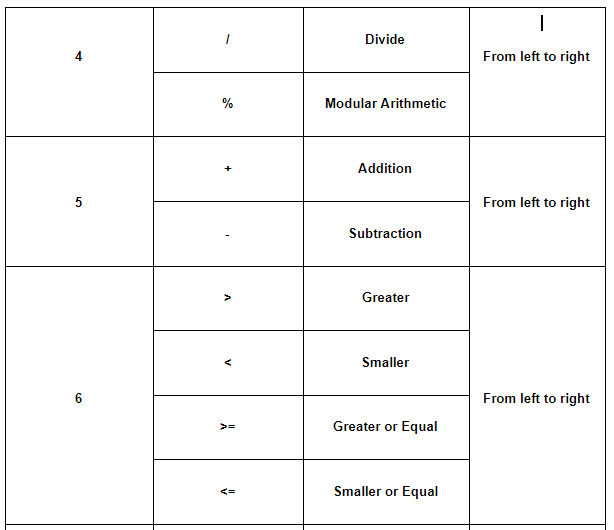 4
/
Divide
From left to right
%
Modular Arithmetic
5
+
Addition
From left to right
-
Subtraction
6
>
Greater
From left to right
<
Smaller
>=
Greater or Equal
<=
Smaller or Equal